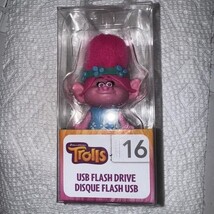 Trolls
16
USB FLASH DRIVE
DISQUE FLASH USB